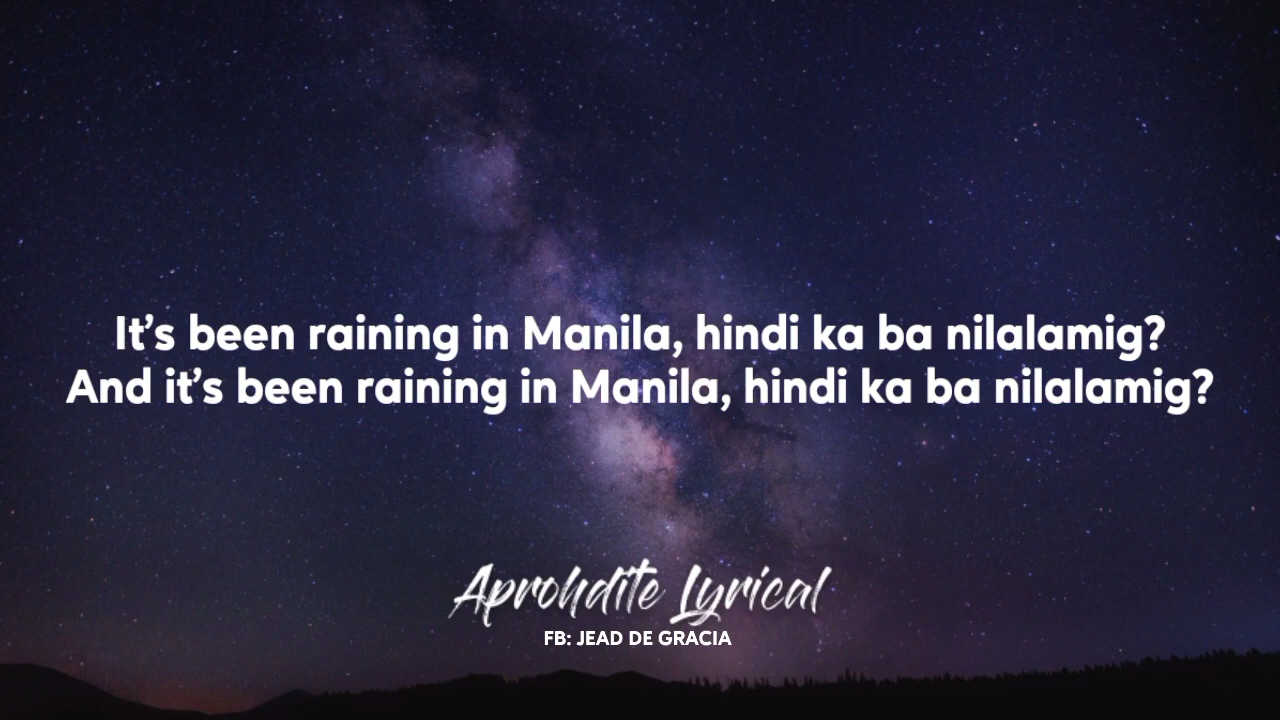 It's been raining in Manila, hindi ka ba nilalamig?
And it's been raining in Manila, hindi ka ba nilalamig?
Aprohdite Lyrical
FB: JEAD DE GRACIA